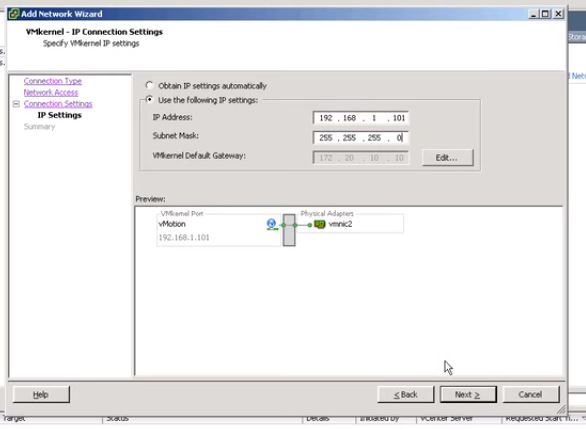 Add Network Wizard
VMkernel - IP Connection Settings
Specify VMkernel IP settings
Connection Type
Network Access
Connection Settings
IP Settings
Summary
Obtain IP settings automatically
Use the following IP settings:
IP Address:
192 . 168 . 1 . 101
Subnet Mask:
255 . 255 . 255 . 0
VMkernel Default Gateway:
172 . 20 . 10 . 10
Edit...
Preview:
VMkernel Port
Physical Adapters
vMotion
vmnic2
192.168.1.101
Help
< Back
Next >
Cancel
Target
Status
Details
Initiated by
vCenter Server
Requested Start Ti...